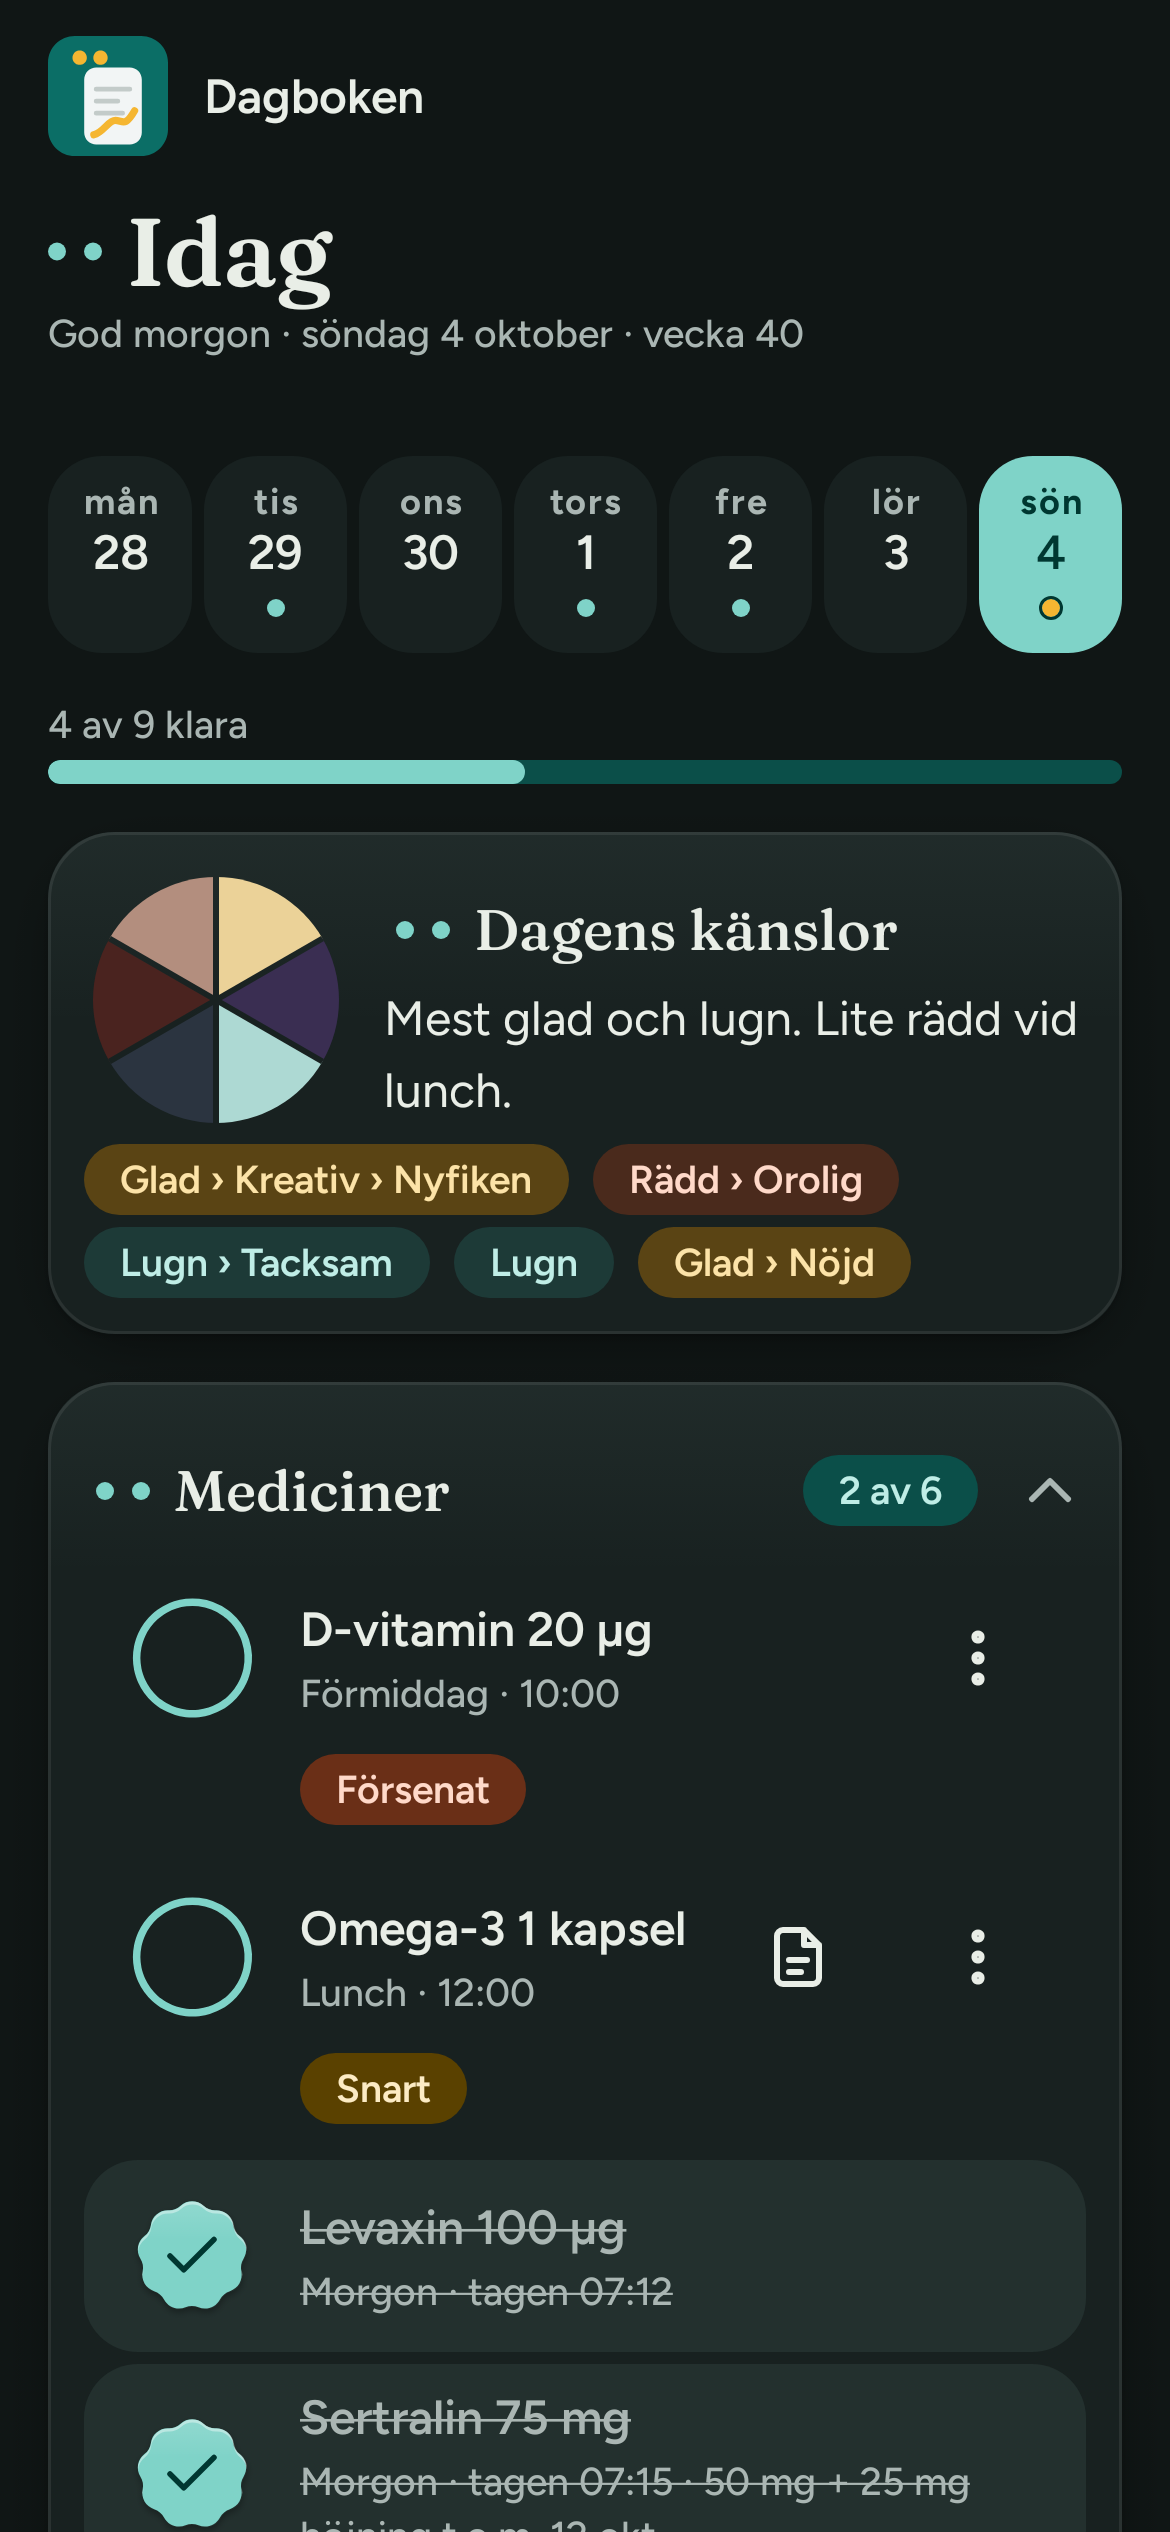 Dagboken
Idag
God morgon · söndag 4 oktober · vecka 40
mån tis ons tors fre lör sön
28 29 30 1 2 3 4
4 av 9 klara
Dagens känslor
Mest glad och lugn. Lite rädd vid
lunch.
Glad › Kreativ › Nyfiken Rädd › Orolig
Lugn › Tacksam Lugn Glad › Nöjd
Mediciner 2 av 6
D-vitamin 20 µg
Förmiddag · 10:00
Försenat
Omega-3 1 kapsel
Lunch · 12:00
Snart
Levaxin 100 µg
Morgon · tagen 07:12
Sertralin 75 mg
Morgon · tagen 07:15 · 50 mg + 25 mg
höjning t.o.m. 12 okt